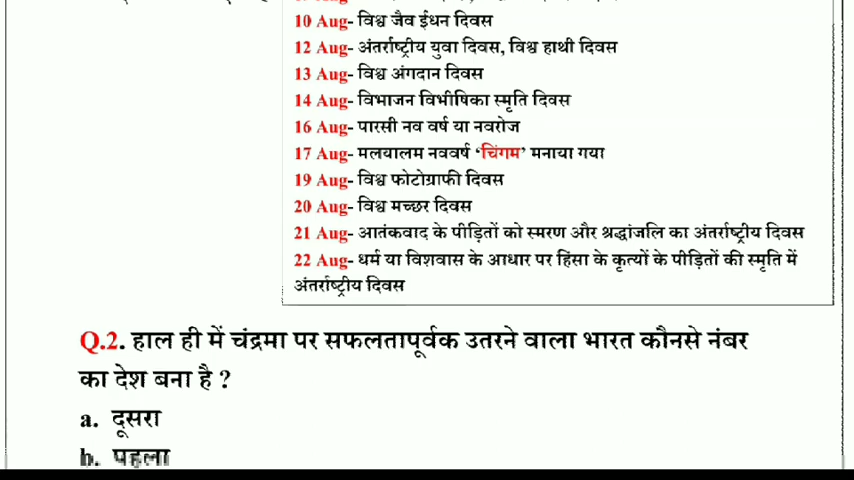 10 Aug- विश्व जैव ईंधन दिवस
12 Aug- अंतर्राष्ट्रीय युवा दिवस, विश्व हाथी दिवस
13 Aug- विश्व अंगदान दिवस
14 Aug- विभाजन विभीषिका स्मृति दिवस
16 Aug- पारसी नव वर्ष या नवरोज
17 Aug- मलयालम नववर्ष ‘चिंगम’ मनाया गया
19 Aug- विश्व फोटोग्राफी दिवस
20 Aug- विश्व मच्छर दिवस
21 Aug- आतंकवाद के पीड़ितों को स्मरण और श्रद्धांजलि का अंतर्राष्ट्रीय दिवस
22 Aug- धर्म या विशवास के आधार पर हिंसा के कृत्यों के पीड़ितों की स्मृति में
अंतर्राष्ट्रीय दिवस
Q.2. हाल ही में चंद्रमा पर सफलतापूर्वक उतरने वाला भारत कौनसे नंबर
का देश बना है ?
a. दूसरा
b. पहला